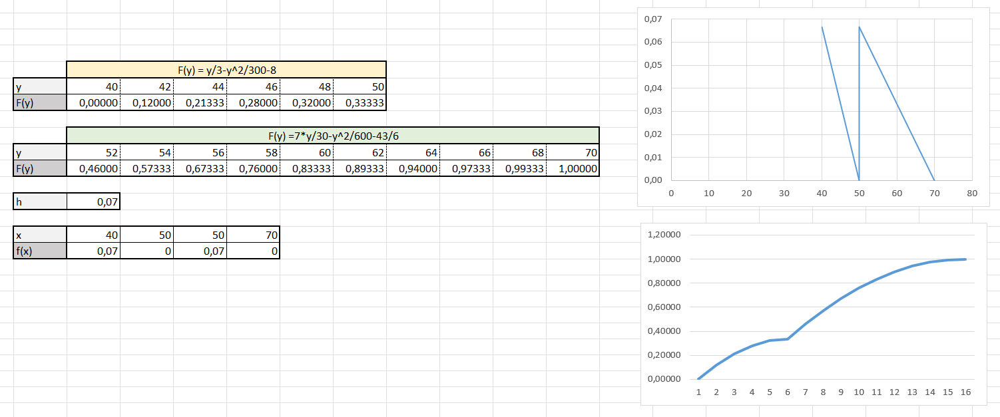 F(y) = y/3-y^2/300-8
y 40 42 44 46 48 50
F(y) 0,00000 0,12000 0,21333 0,28000 0,32000 0,33333
F(y) =7*y/30-y^2/600-43/6
y 52 54 56 58 60 62 64 66 68 70
F(y) 0,46000 0,57333 0,67333 0,76000 0,83333 0,89333 0,94000 0,97333 0,99333 1,00000
h 0,07
x 40 50 50 70
f(x) 0,07 0 0,07 0
0,07
0,06
0,05
0,04
0,03
0,02
0,01
0,00
0 10 20 30 40 50 60 70 80
1,20000
1,00000
0,80000
0,60000
0,40000
0,20000
0,00000
1 2 3 4 5 6 7 8 9 10 11 12 13 14 15 16